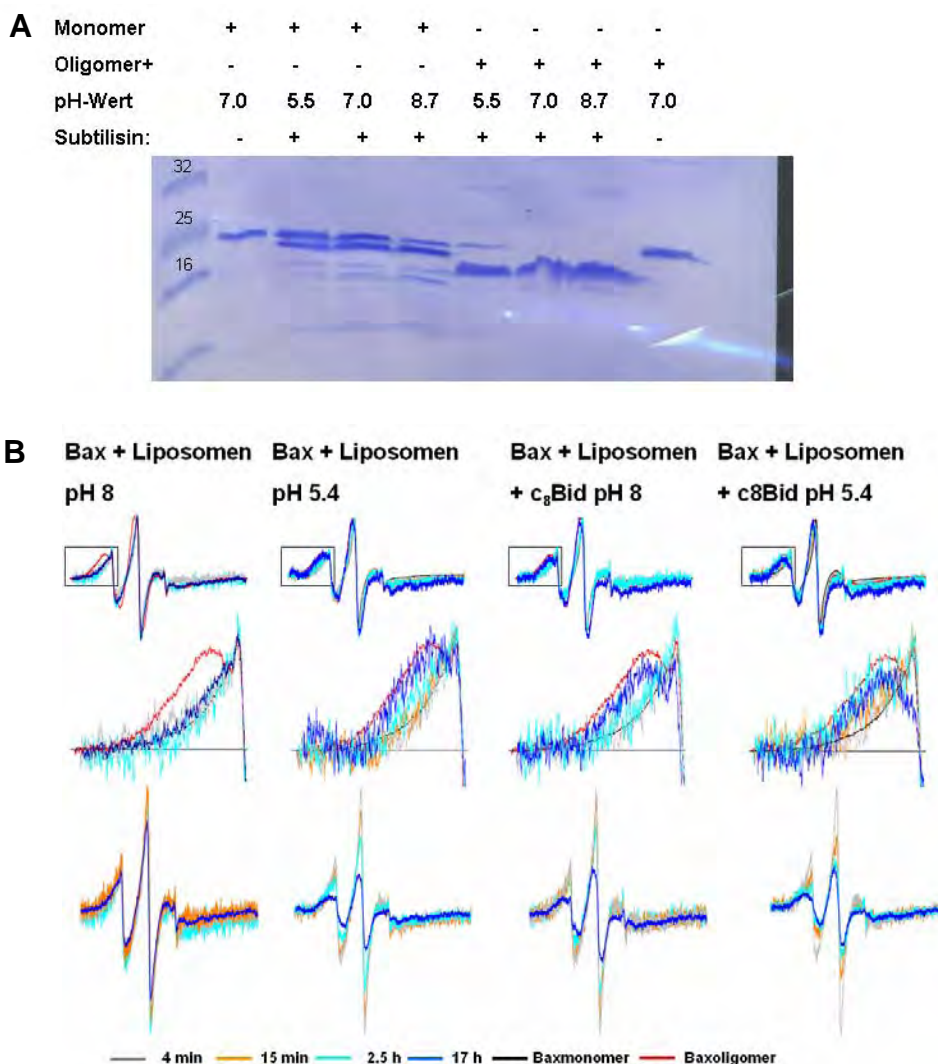 A
Monomer + + + + - - - -
Oligomer+ - - - - + + + +
pH-Wert 7.0 5.5 7.0 8.7 5.5 7.0 8.7 7.0
Subtilisin: - + + + + + + -
32
25
16
B
Bax + Liposomen Bax + Liposomen Bax + Liposomen Bax + Liposomen
pH 8 pH 5.4 + c₈Bid pH 8 + c8Bid pH 5.4
4 min 15 min 2.5 h 17 h Baxmonomer Baxoligomer